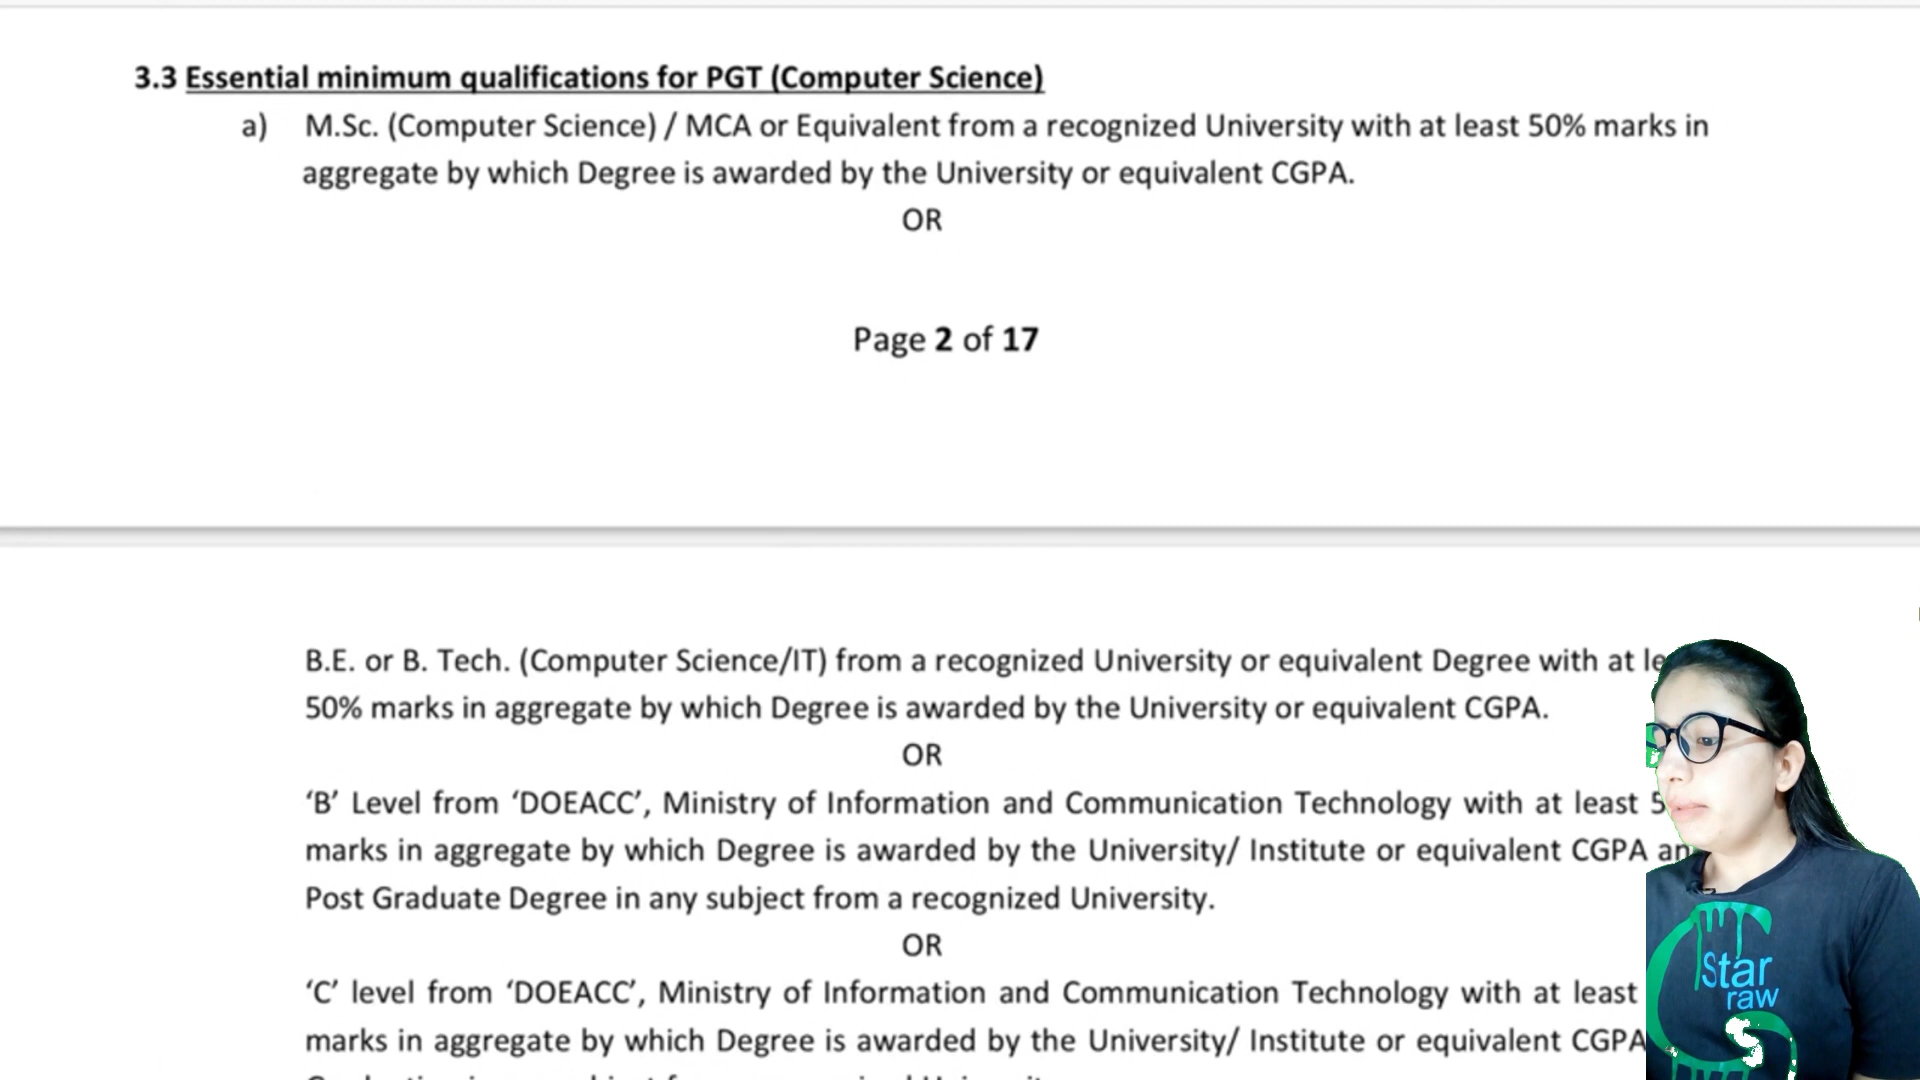 3.3 Essential minimum qualifications for PGT (Computer Science)
a) M.Sc. (Computer Science) / MCA or Equivalent from a recognized University with at least 50% marks in
aggregate by which Degree is awarded by the University or equivalent CGPA.
OR
Page 2 of 17
B.E. or B. Tech. (Computer Science/IT) from a recognized University or equivalent Degree with at
50% marks in aggregate by which Degree is awarded by the University or equivalent CGPA.
OR
‘B’ Level from ‘DOEACC’, Ministry of Information and Communication Technology with at least
marks in aggregate by which Degree is awarded by the University/ Institute or equivalent CGPA
Post Graduate Degree in any subject from a recognized University.
OR
‘C’ level from ‘DOEACC’, Ministry of Information and Communication Technology with at least
marks in aggregate by which Degree is awarded by the University/ Institute or equivalent CGPA
Star
raw